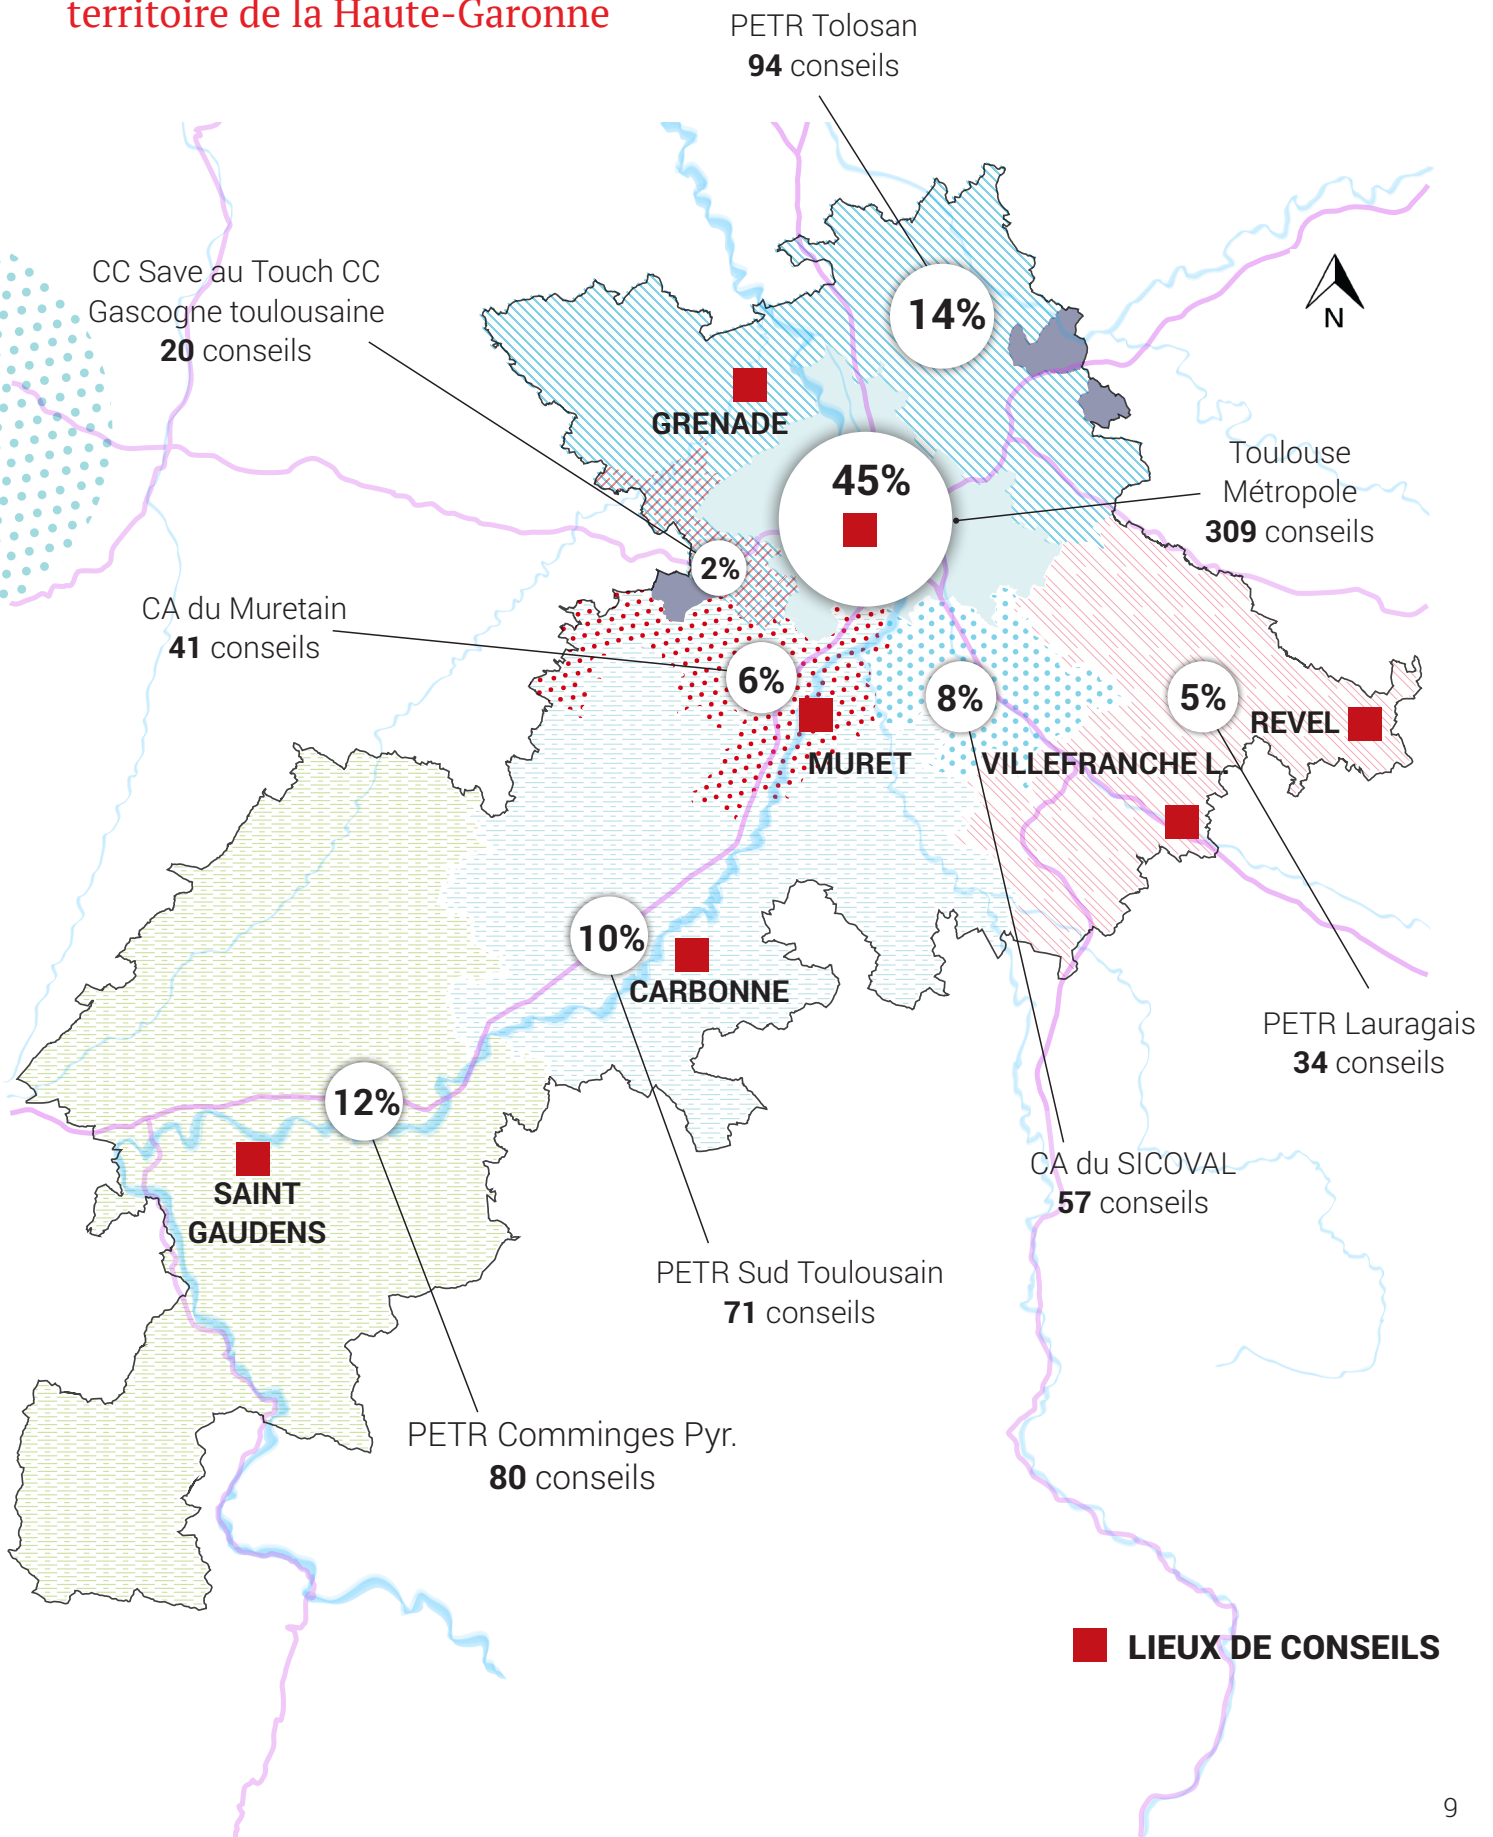 territoire de la Haute-Garonne
PETR Tolosan
94 conseils
CC Save au Touch CC
Gascogne toulousaine
20 conseils
N
14%
GRENADE
45%
Toulouse
Métropole
309 conseils
2%
CA du Muretain
41 conseils
6%
8%
5%
REVEL
MURET
VILLEFRANCHE L.
10%
CARBONNE
PETR Lauragais
34 conseils
12%
CA du SICOVAL
57 conseils
SAINT
GAUDENS
PETR Sud Toulousain
71 conseils
PETR Comminges Pyr.
80 conseils
LIEUX DE CONSEILS
9